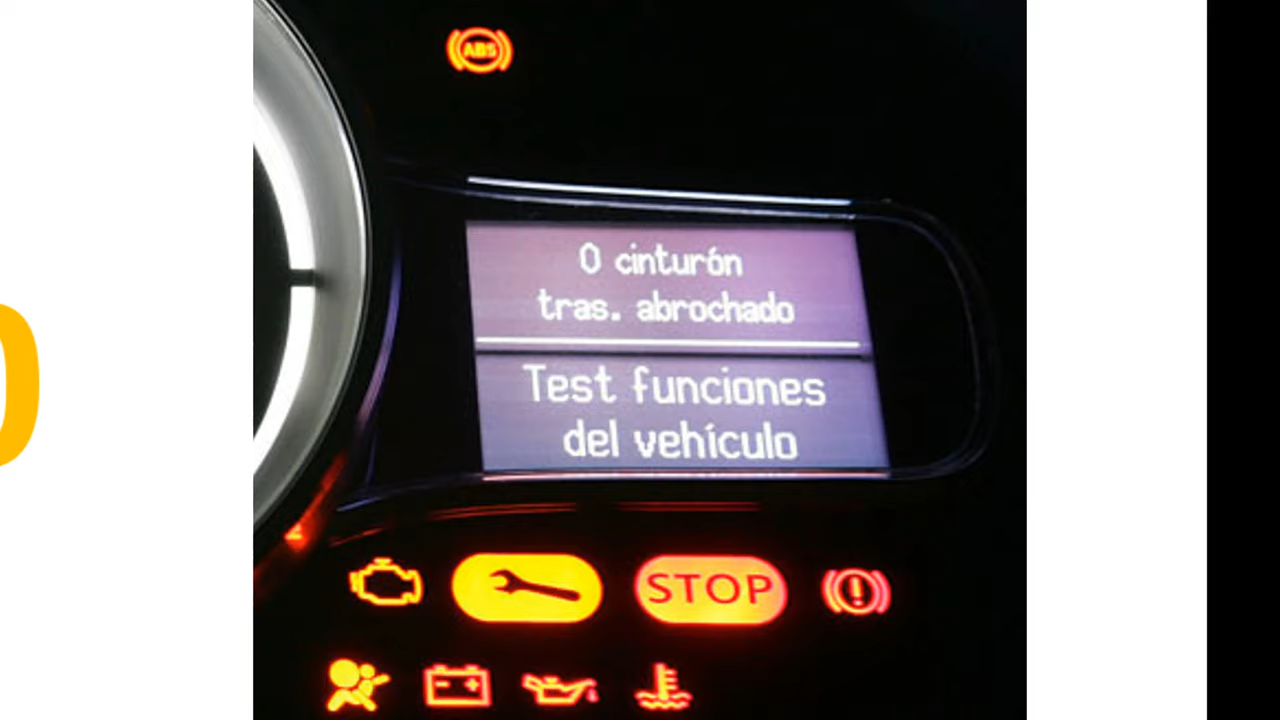 ABS
0 cinturón
tras. abrochado
Test funciones
del vehículo
STOP